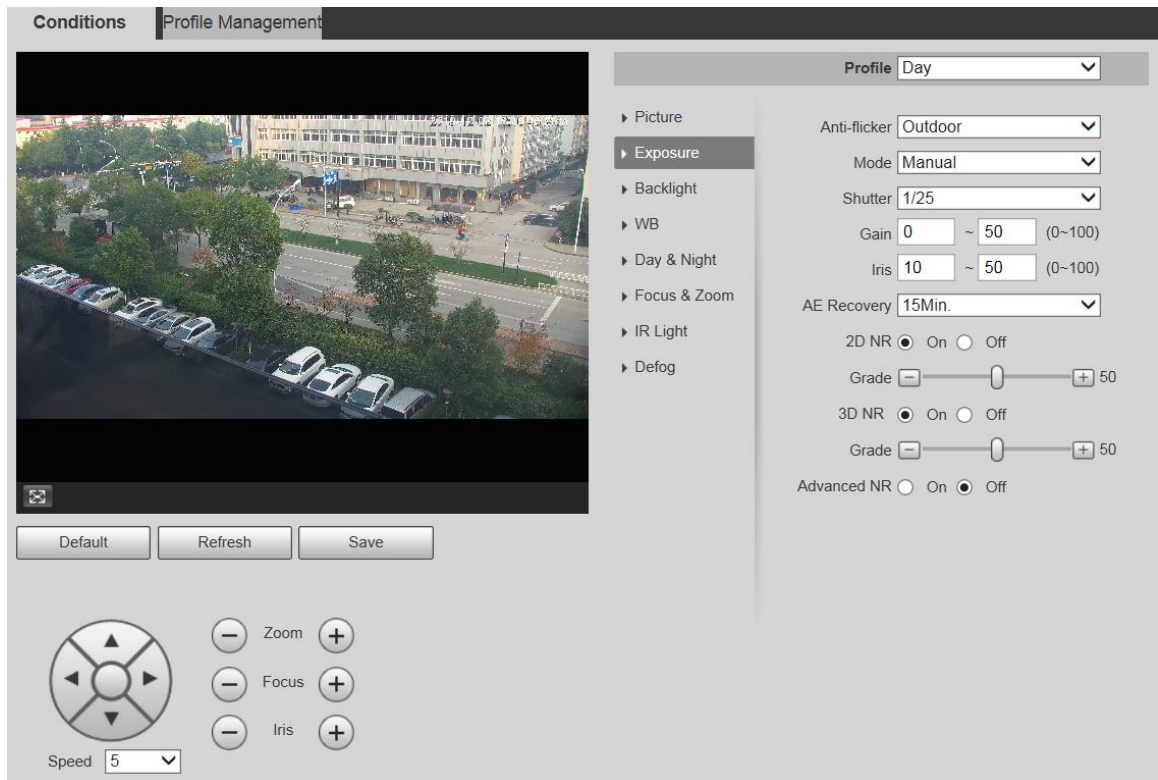 Conditions
Profile Management
Profile Day
Picture
Exposure
Backlight
WB
Day & Night
Focus & Zoom
IR Light
Defog
Anti-flicker Outdoor
Mode Manual
Shutter 1/25
Gain 0 ~ 50 (0~100)
Iris 10 ~ 50 (0~100)
AE Recovery 15Min.
2D NR On Off
Grade 50
3D NR On Off
Grade 50
Advanced NR On Off
Default Refresh Save
Zoom
Focus
Iris
Speed 5